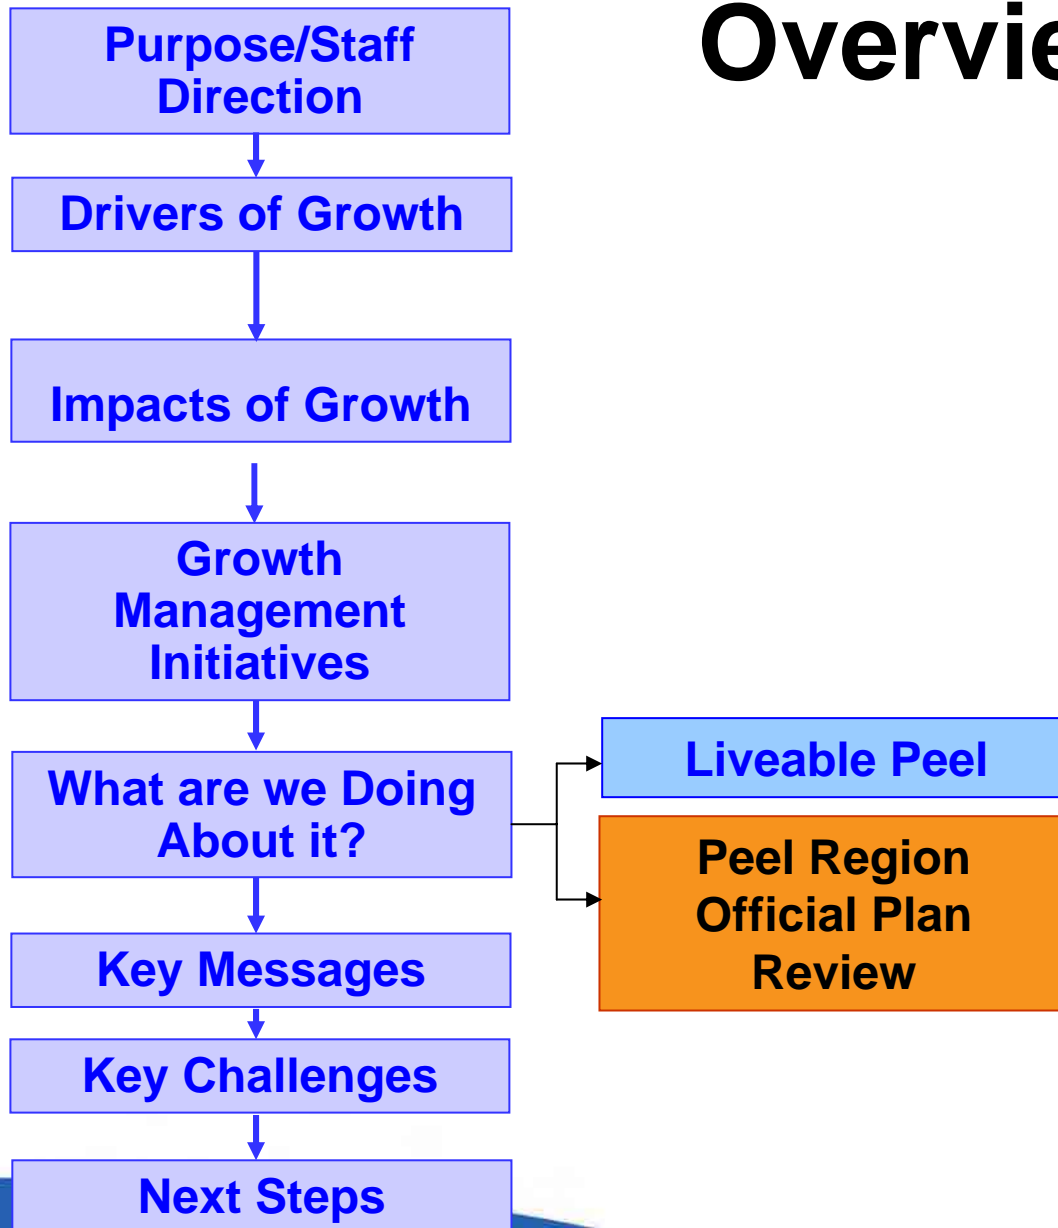 Overvie
Purpose/Staff
Direction
Drivers of Growth
Impacts of Growth
Growth
Management
Initiatives
What are we Doing
About it?
Liveable Peel
Peel Region
Official Plan
Review
Key Messages
Key Challenges
Next Steps